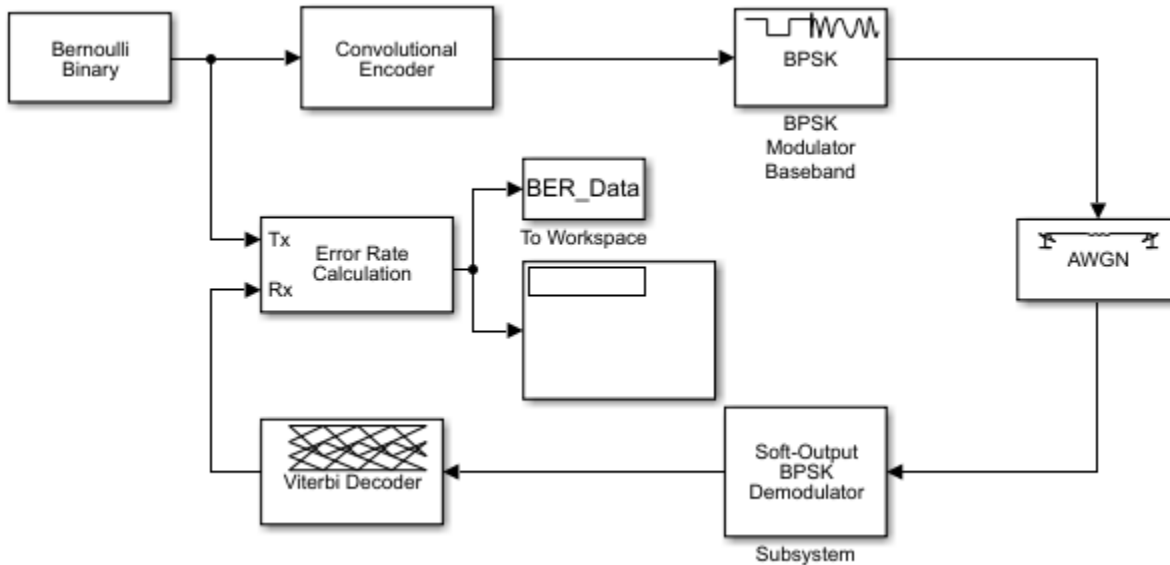 Bernoulli
Binary
Convolutional
Encoder
BPSK
BPSK
Modulator
Baseband
BER_Data
To Workspace
Tx
Rx
Error Rate
Calculation
AWGN
Viterbi Decoder
Soft-Output
BPSK
Demodulator
Subsystem